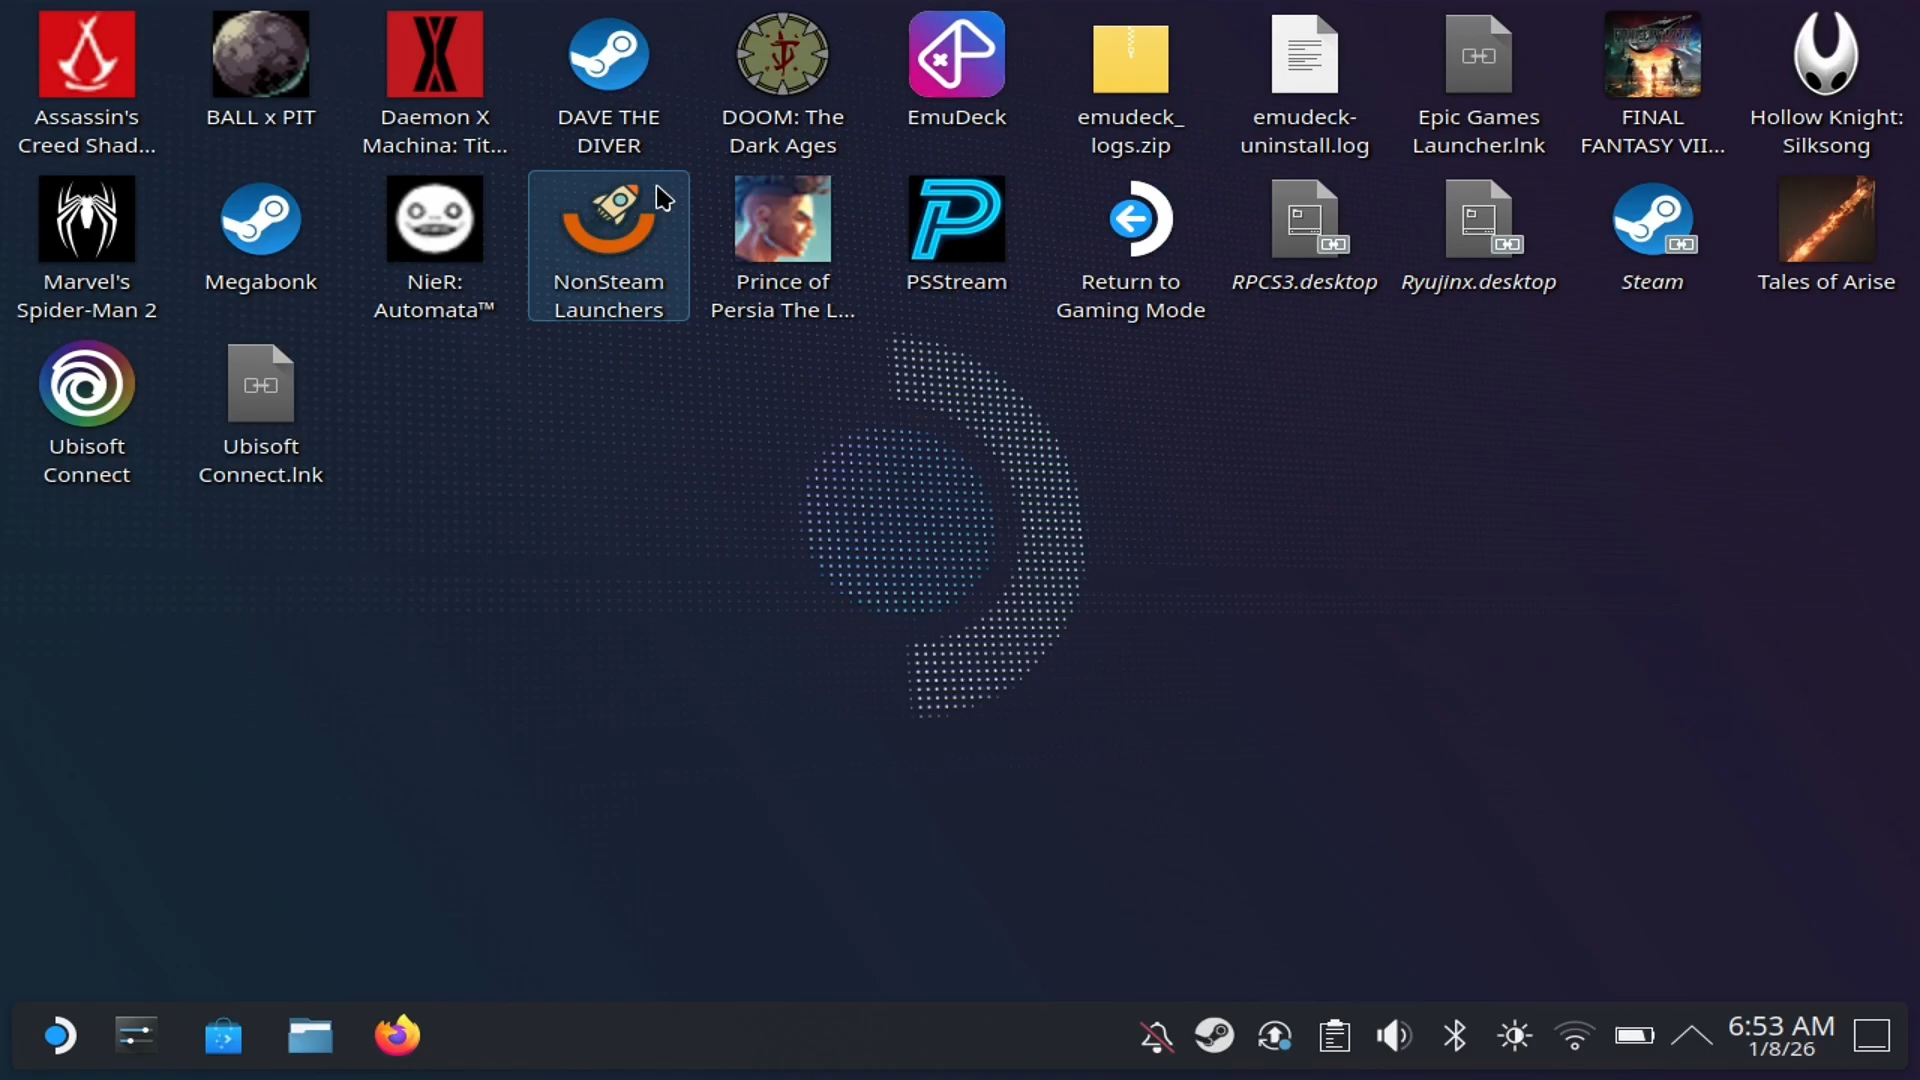 Assassin's
Creed Shad...
BALL x PIT
Daemon X
Machina: Tit...
DAVE THE
DIVER
DOOM: The
Dark Ages
EmuDeck
emudeck_
logs.zip
emudeck-
uninstall.log
Epic Games
Launcher.lnk
FINAL
FANTASY VII...
Hollow Knight:
Silksong
Marvel's
Spider-Man 2
Megabonk
NieR:
Automata™
NonSteam
Launchers
Prince of
Persia The L...
PSStream
Return to
Gaming Mode
RPCS3.desktop
Ryujinx.desktop
Steam
Tales of Arise
Ubisoft
Connect
Ubisoft
Connect.lnk
6:53 AM
1/8/26